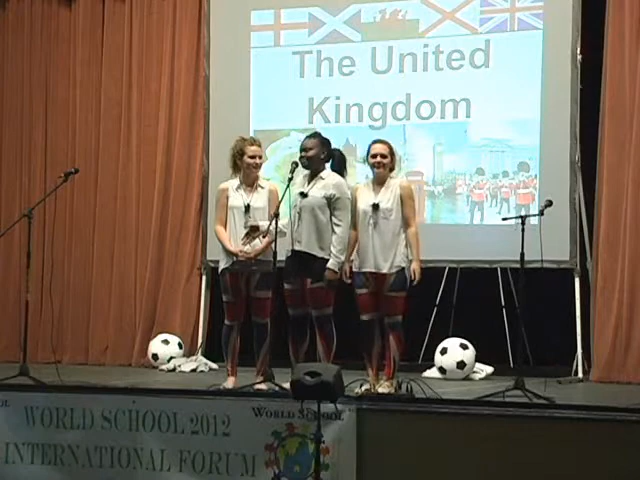 The United
Kingdom
WORLD SCHOOL 2012
WORLD SCHOOL
INTERNATIONAL FORUM